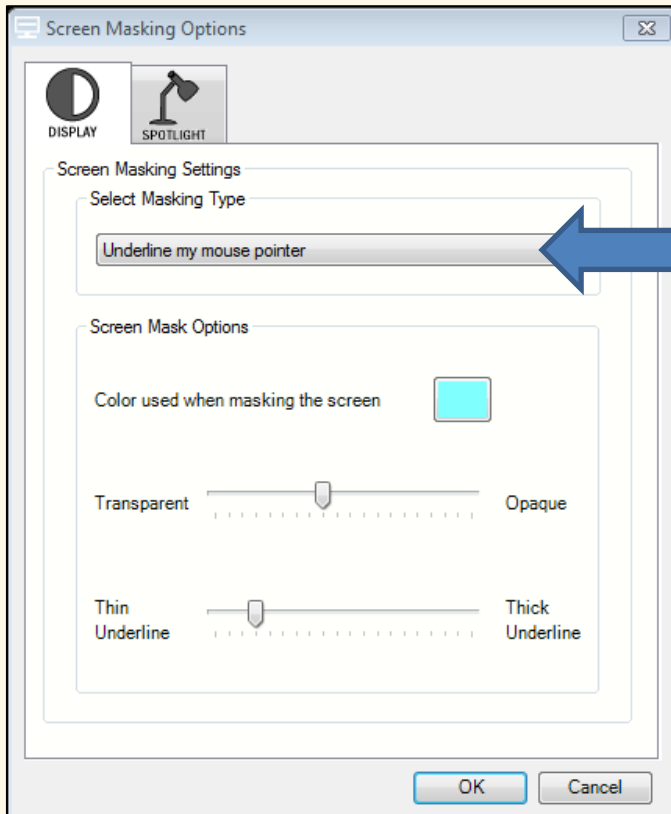 Screen Masking Options
DISPLAY
SPOTLIGHT
Screen Masking Settings
Select Masking Type
Underline my mouse pointer
Screen Mask Options
Color used when masking the screen
Transparent Opaque
Thin Thick
Underline Underline
OK Cancel